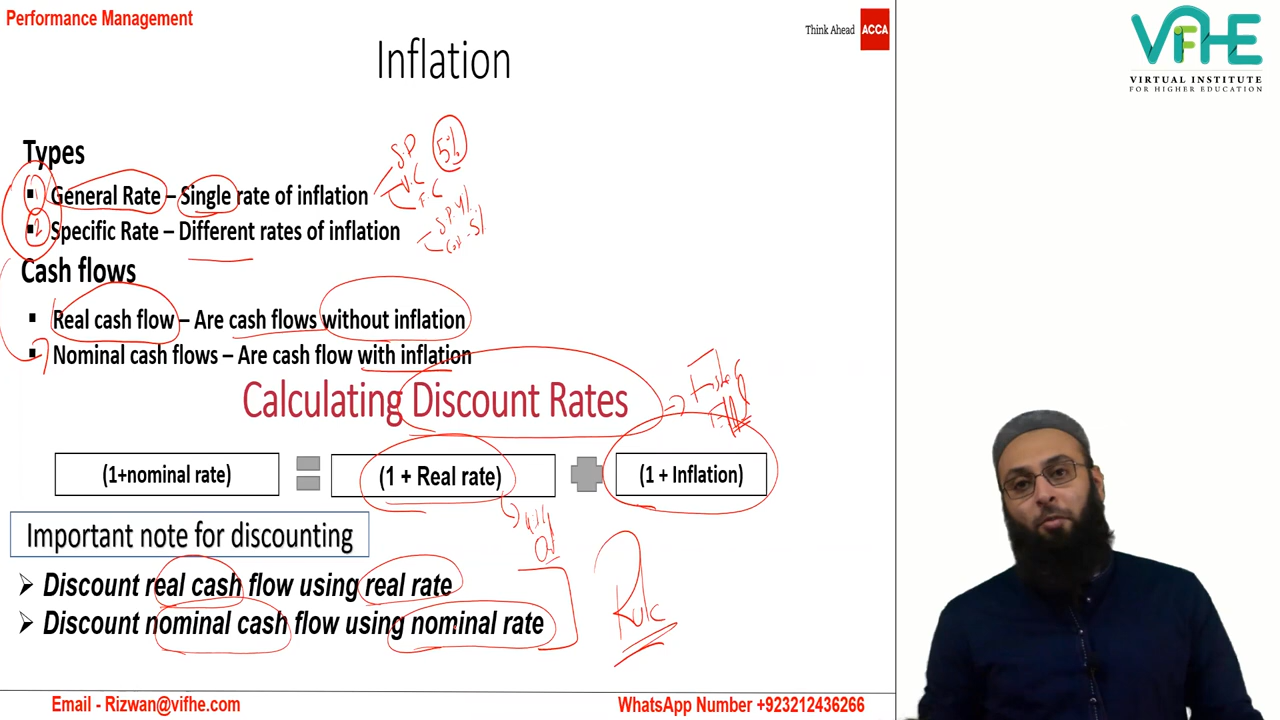 Performance Management
Think Ahead ACCA
VIFHE
VIRTUAL INSTITUTE
FOR HIGHER EDUCATION
Inflation
Types
S.P 5%
V.C
F.C
1 General Rate – Single rate of inflation
2 Specific Rate – Different rates of inflation
Cash flows
Real cash flow – Are cash flows without inflation
Nominal cash flows – Are cash flow with inflation
Calculating Discount Rates
(1+nominal rate) = (1 + Real rate) + (1 + Inflation)
Important note for discounting
Discount real cash flow using real rate
Discount nominal cash flow using nominal rate
Rule
Email - Rizwan@vifhe.com
WhatsApp Number +923212436266